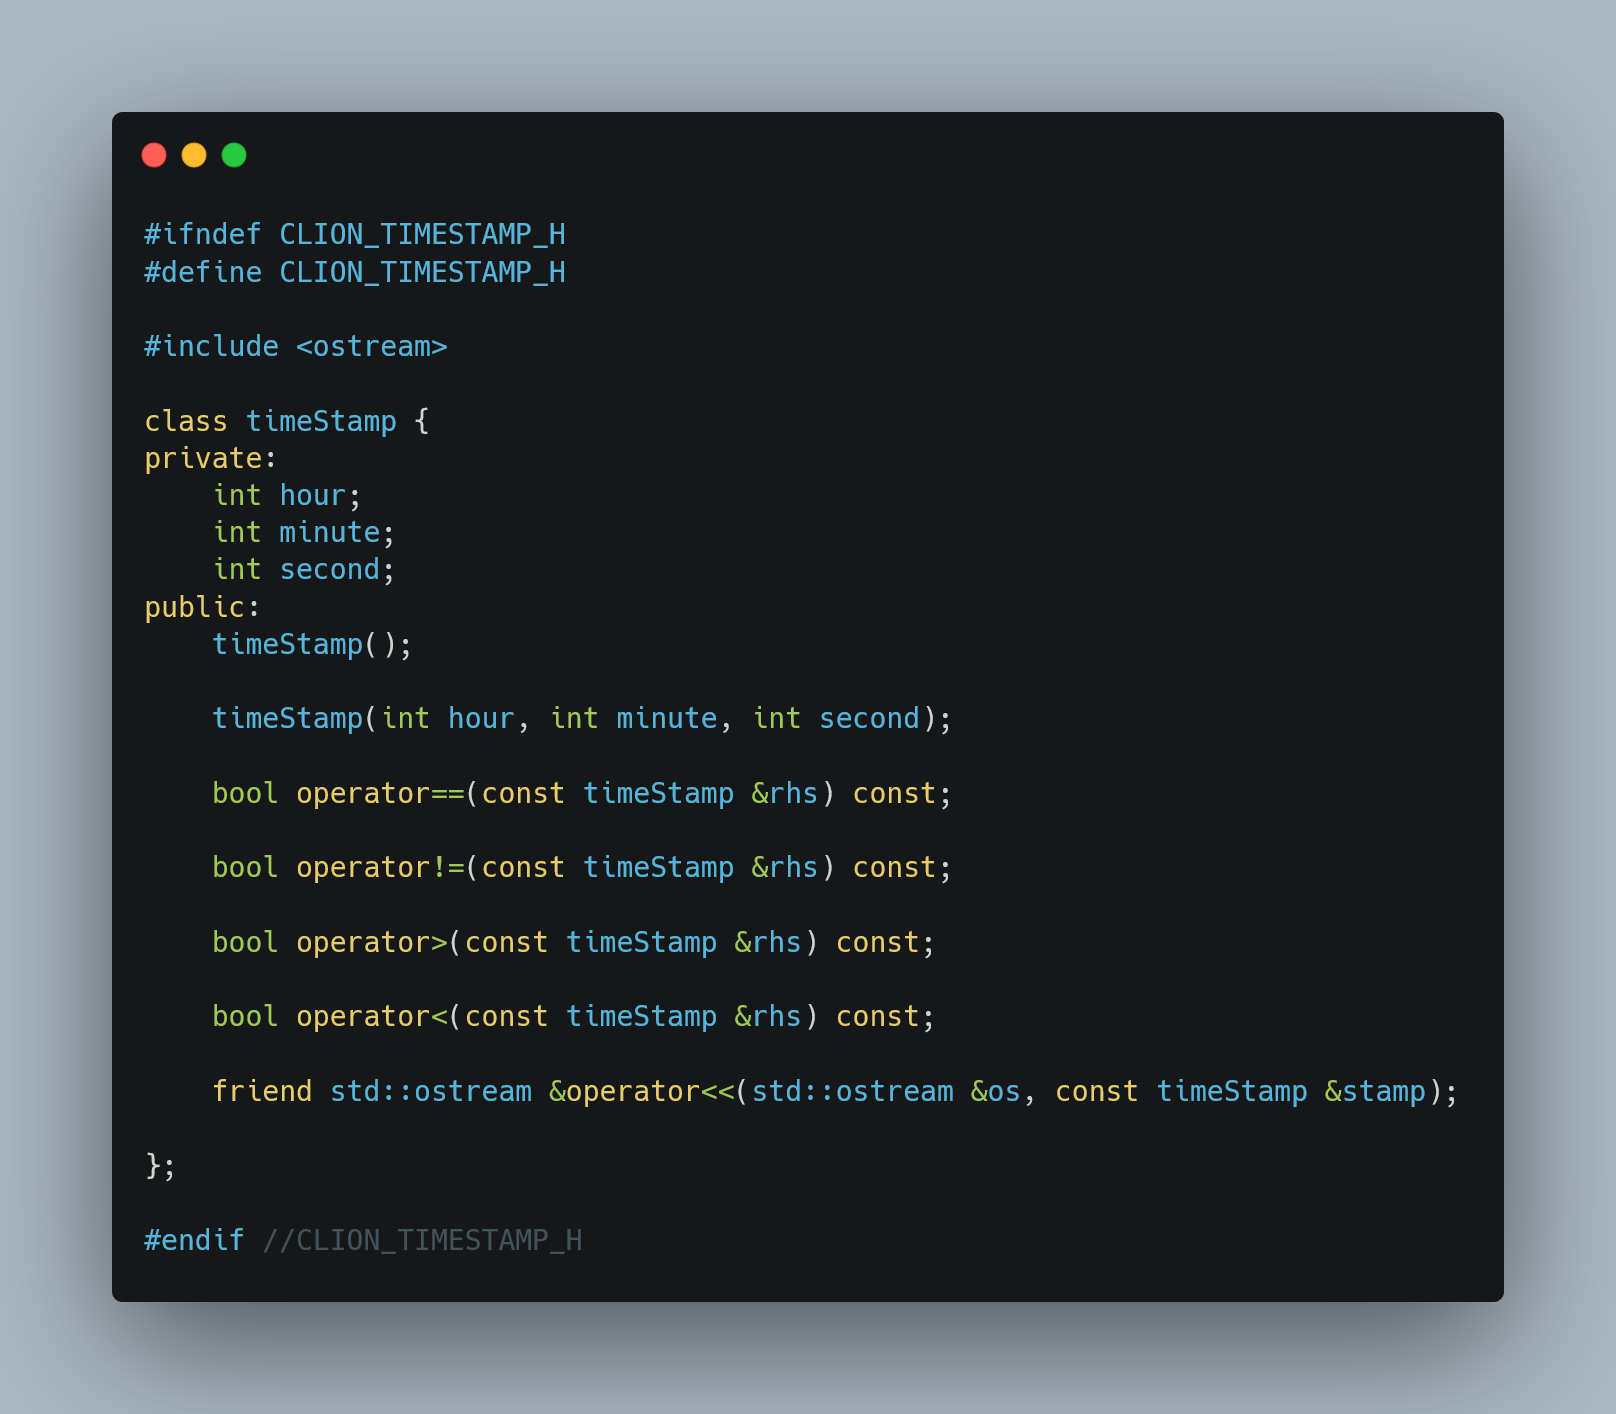 #ifndef CLION_TIMESTAMP_H
#define CLION_TIMESTAMP_H

#include <ostream>

class timeStamp {
private:
    int hour;
    int minute;
    int second;
public:
    timeStamp();

    timeStamp(int hour, int minute, int second);

    bool operator==(const timeStamp &rhs) const;

    bool operator!=(const timeStamp &rhs) const;

    bool operator>(const timeStamp &rhs) const;

    bool operator<(const timeStamp &rhs) const;

    friend std::ostream &operator<<(std::ostream &os, const timeStamp &stamp);

};

#endif //CLION_TIMESTAMP_H